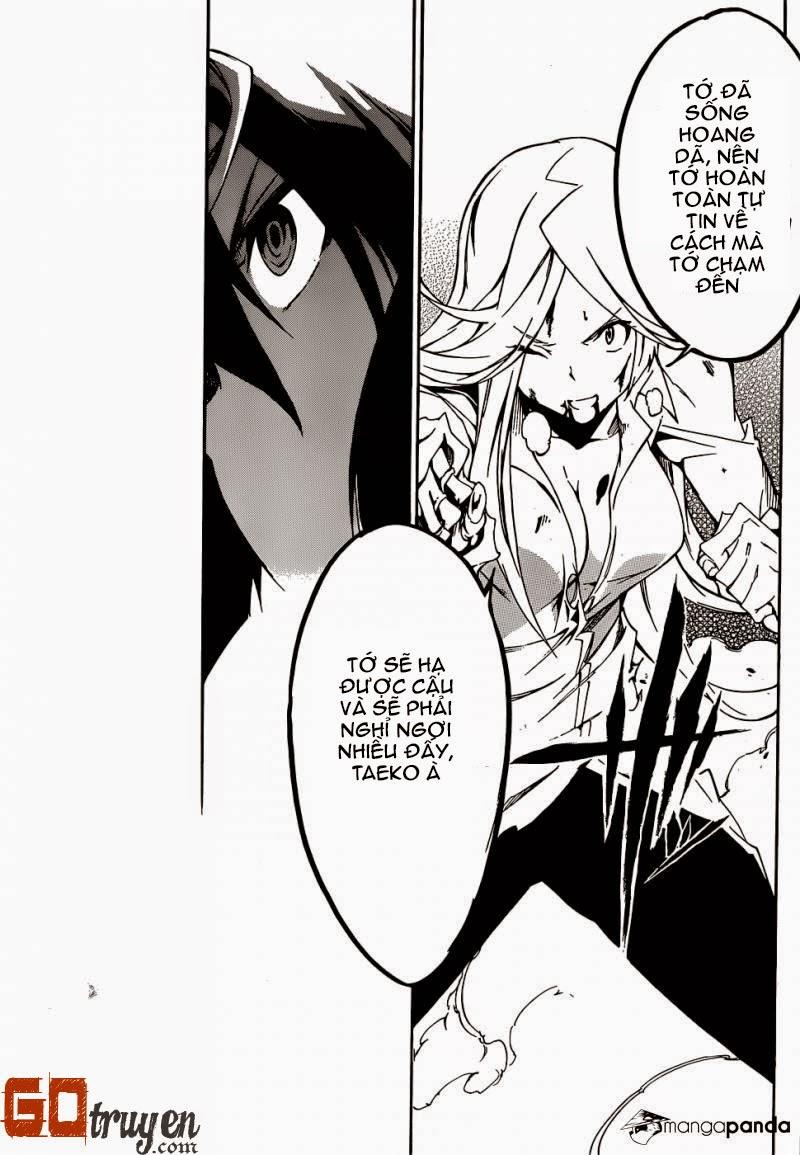 TỚ ĐÃ
SỐNG
HOANG
DÃ, NÊN
TỚ HOÀN
TOÀN TỰ
TIN VỀ
CÁCH MÀ
TỚ CHẠM
ĐẾN
TỚ SẼ HẠ
ĐƯỢC CẬU
VÀ SẼ PHẢI
NGHỈ NGƠI
NHIỀU ĐẤY,
TAEKO À
GOtruyen
.com
mangapanda